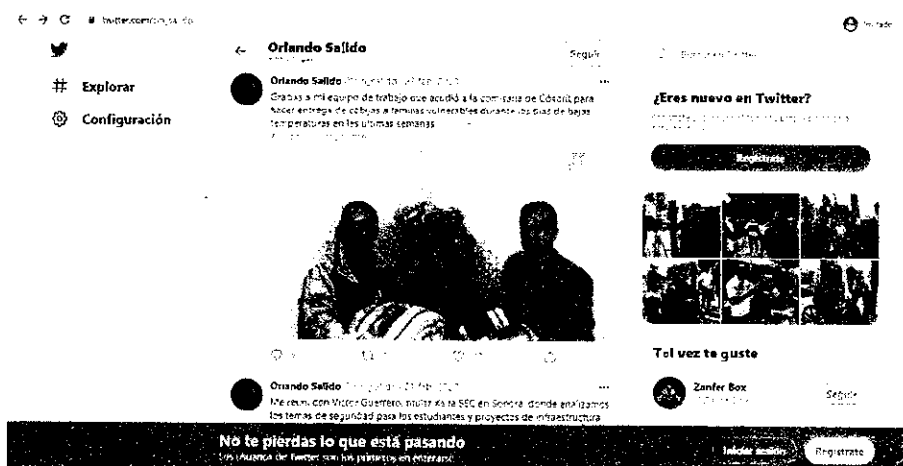 Invitado
Orlando Salido
Seguir
Explorar
Configuración
Orlando Salido
Gracias a mi equipo de trabajo que acudió a la comisaría de Cócorit para
hacer entrega de cobijas a familias vulnerables durante los días de bajas
temperaturas en las ultimas semanas
¿Eres nuevo en Twitter?
Regístrate
Tal vez te guste
Zanfer Box
Seguir
Orlando Salido
Me reuní con Víctor Guerrero, titular de la SEC en Sonora, donde analizamos
los temas de seguridad para los estudiantes y proyectos de infraestructura
No te pierdas lo que está pasando
Los usuarios de Twitter son los primeros en enterarse.
Iniciar sesión
Regístrate